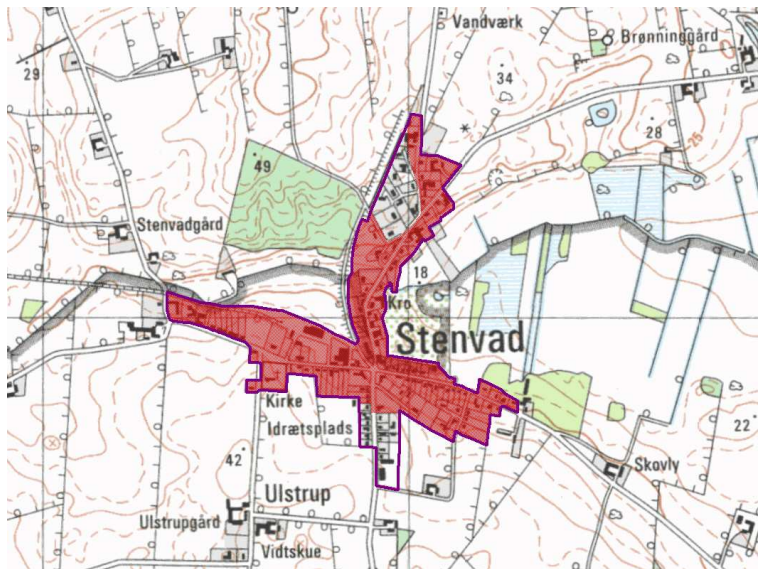 Vandværk
Brønninggård
29
34
28
25
49
Stenvadgård
18
Kro
Stenvad
Kirke
Idrætsplads
22
42
Skovly
Ulstrup
Ulstrupgård
Vidtskue